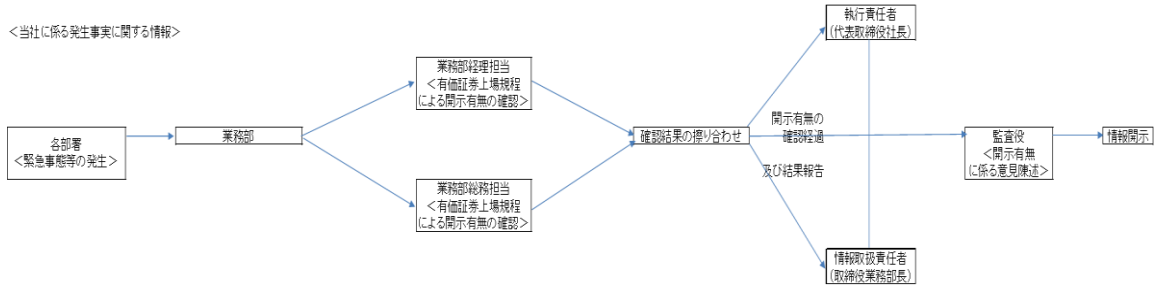 ＜当社に係る発生事実に関する情報＞
各部署
＜緊急事態等の発生＞
業務部
業務部経理担当
＜有価証券上場規程
による開示有無の確認＞
業務部総務担当
＜有価証券上場規程
による開示有無の確認＞
確認結果の擦り合わせ
執行責任者
(代表取締役社長)
開示有無の
確認経過
及び結果報告
情報取扱責任者
(取締役業務部長)
監査役
＜開示有無
に係る意見陳述＞
情報開示